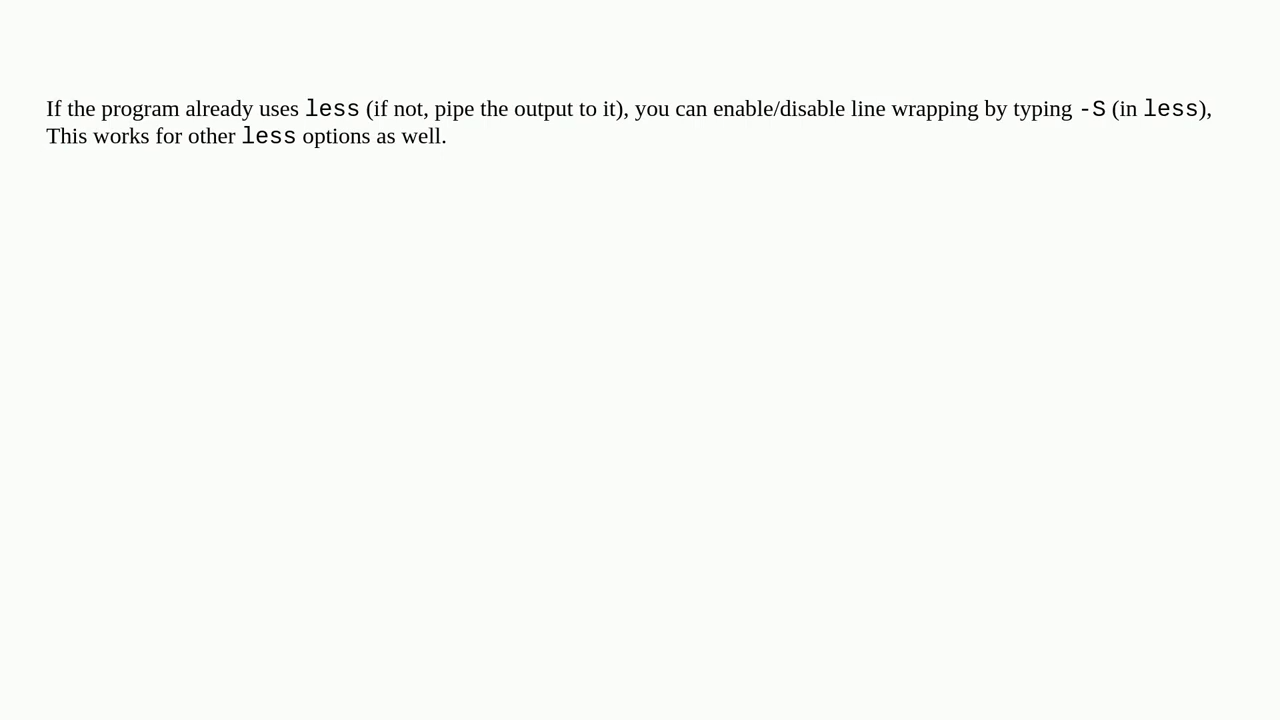 If the program already uses less (if not, pipe the output to it), you can enable/disable line wrapping by typing -S (in less),
This works for other less options as well.